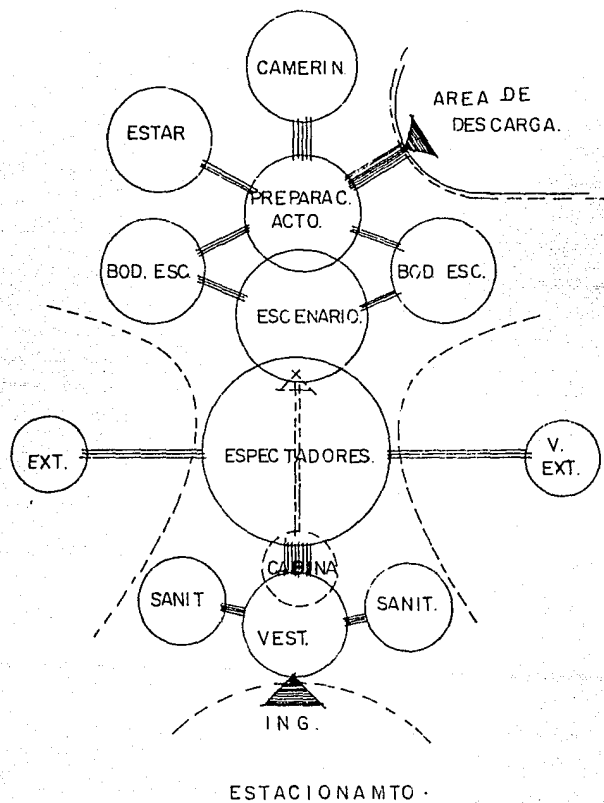 CAMERIN.
AREA DE
DESCARGA.
ESTAR
PREPARAC.
ACTO.
BOD. ESC.
BOD ESC.
ESCENARIO.
X
ESPECTADORES.
EXT.
V.
EXT.
CABINA
SANIT
SANIT.
VEST.
ING.
ESTACIONAMTO.